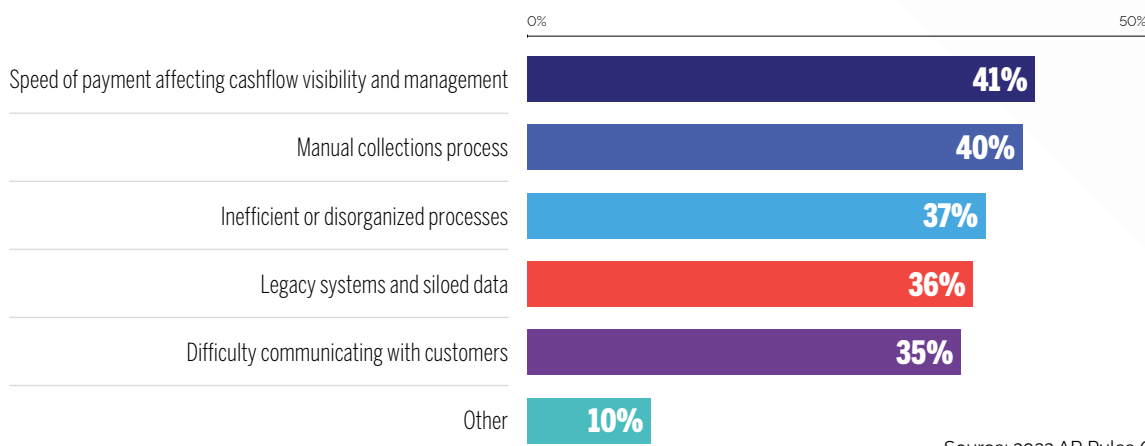 0% 50%
Speed of payment affecting cashflow visibility and management 41%
Manual collections process 40%
Inefficient or disorganized processes 37%
Legacy systems and siloed data 36%
Difficulty communicating with customers 35%
Other 10%